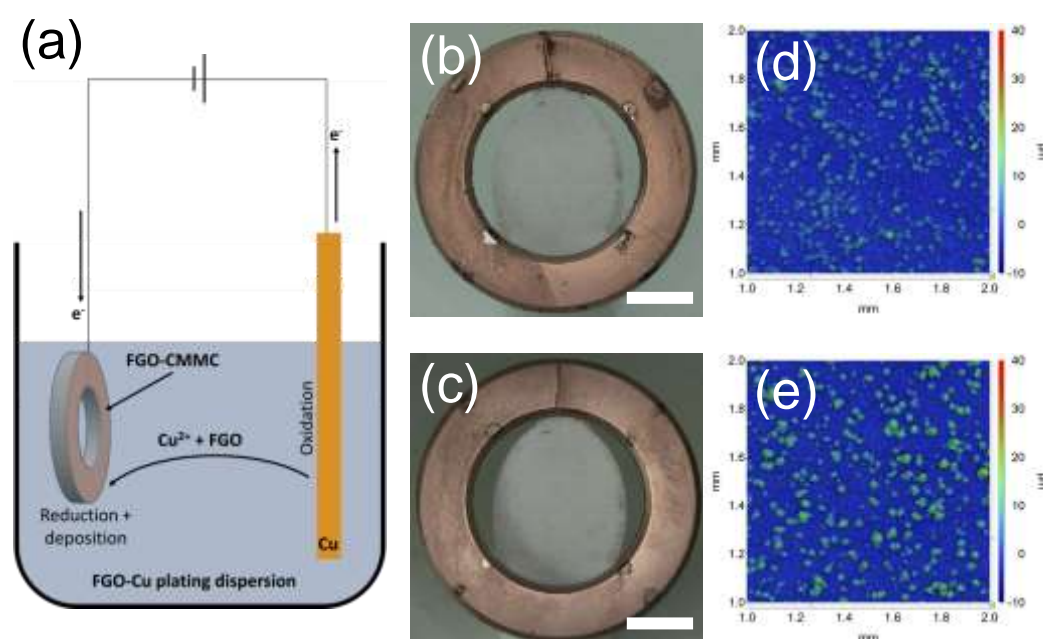 (a)
e-
e-
FGO-CMMC
Cu2+ + FGO
Oxidation
Reduction +
deposition
Cu
FGO-Cu plating dispersion
(b)
(c)
(d)
2.0
1.8
1.6
1.4
1.2
1.0
mm
1.0 1.2 1.4 1.6 1.8 2.0
mm
40
30
20
10
0
-10
µm
(e)
2.0
1.8
1.6
1.4
1.2
1.0
mm
1.0 1.2 1.4 1.6 1.8 2.0
mm
40
30
20
10
0
-10
µm